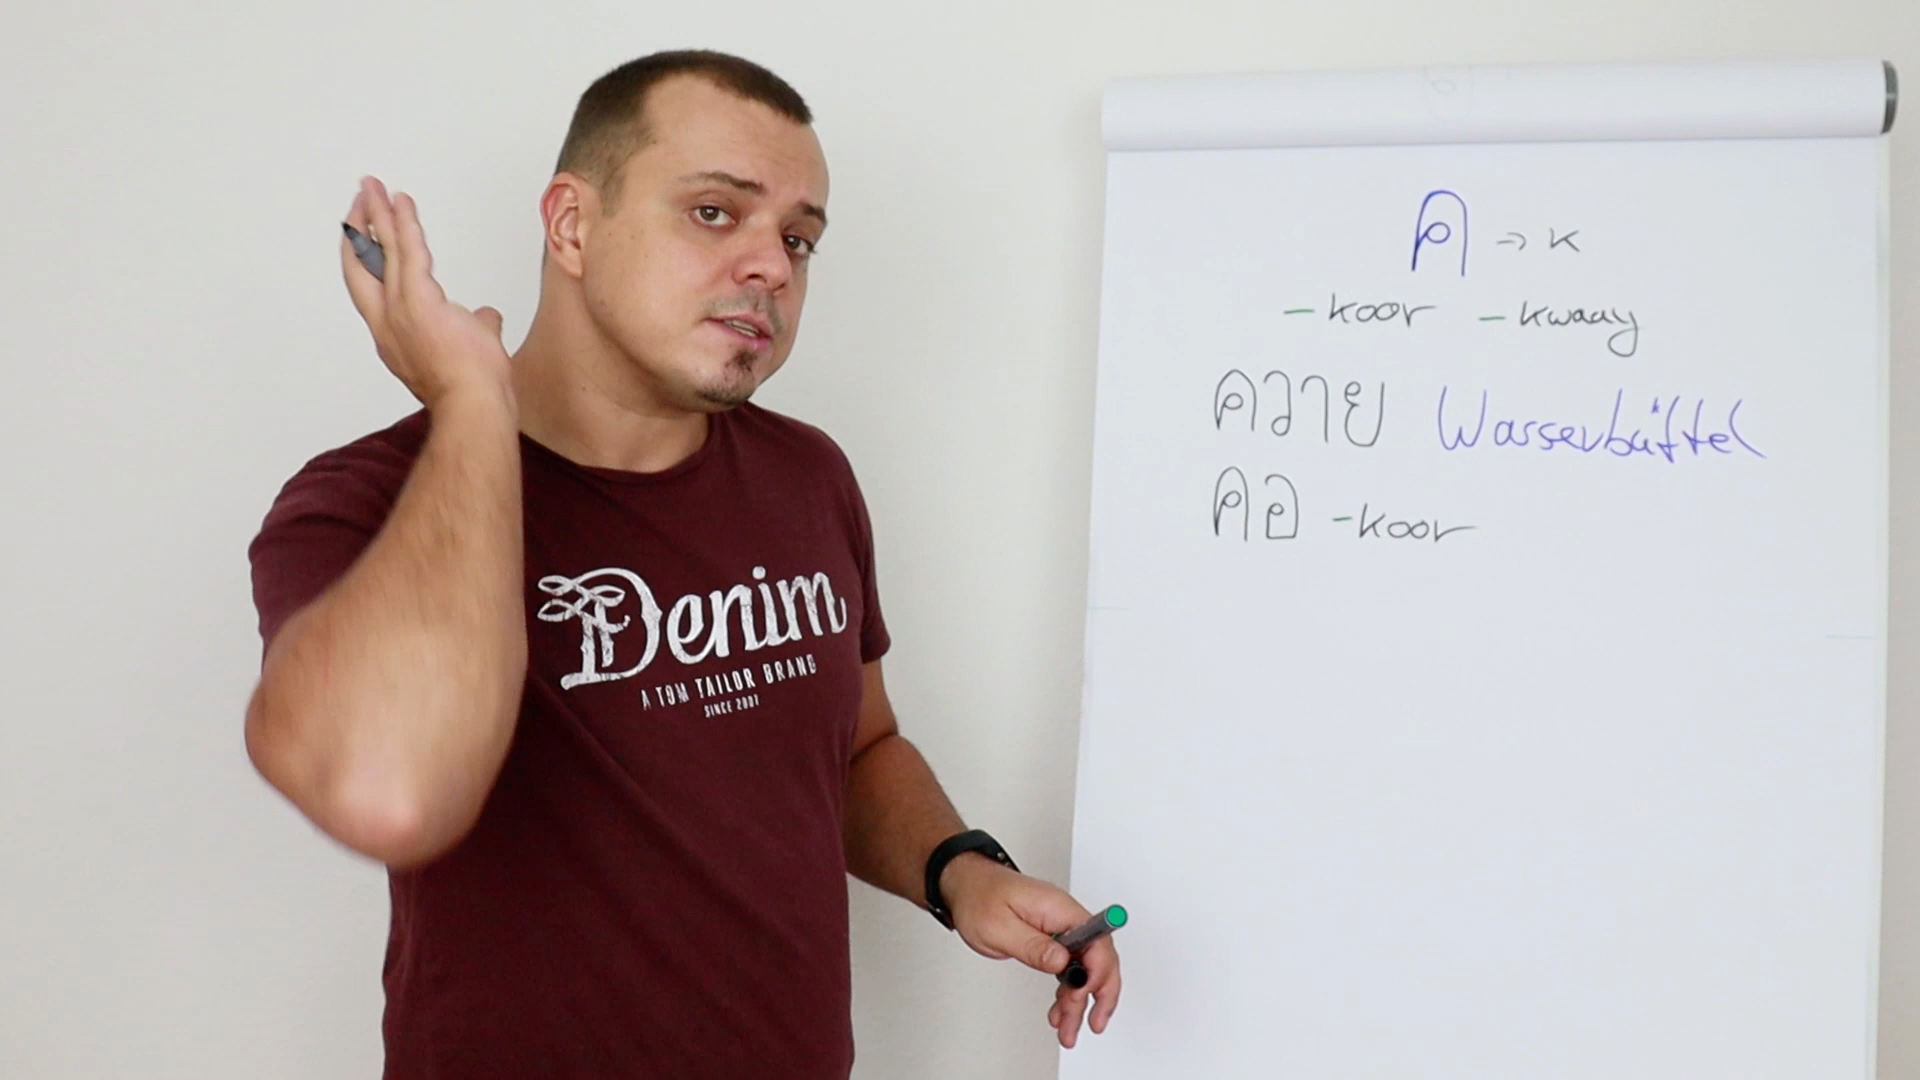 Denim
A TOM TAILOR BRAND
SINCE 2007
ค → k
- koor - kwaay
ควาย Wasserbüffel
คอ - koor